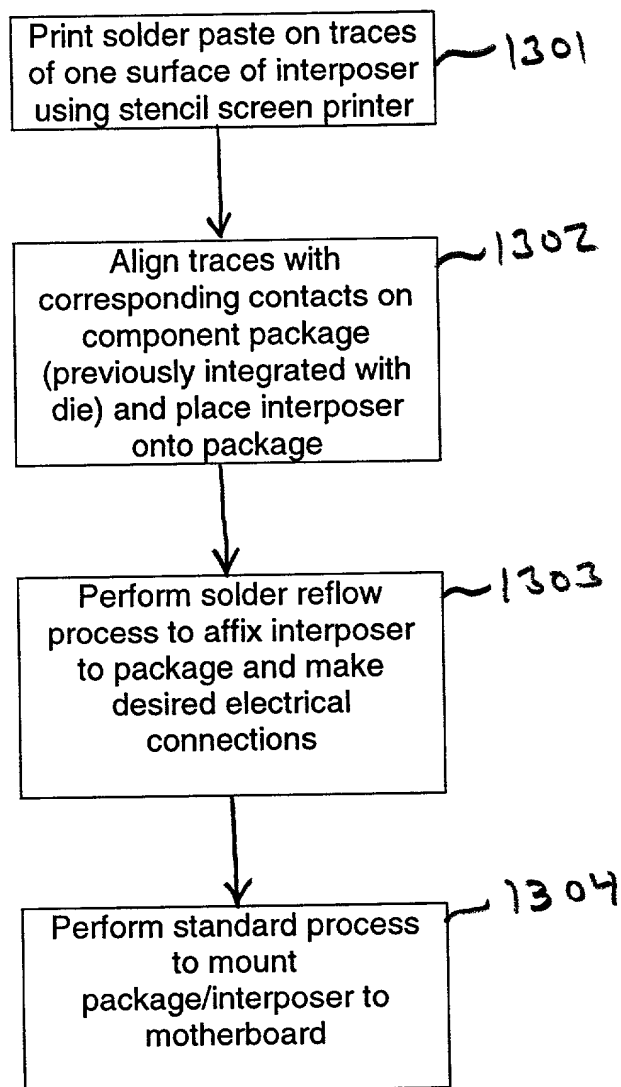 Print solder paste on traces
of one surface of interposer
using stencil screen printer
1301
Align traces with
corresponding contacts on
component package
(previously integrated with
die) and place interposer
onto package
1302
Perform solder reflow
process to affix interposer
to package and make
desired electrical
connections
1303
Perform standard process
to mount
package/interposer to
motherboard
1304